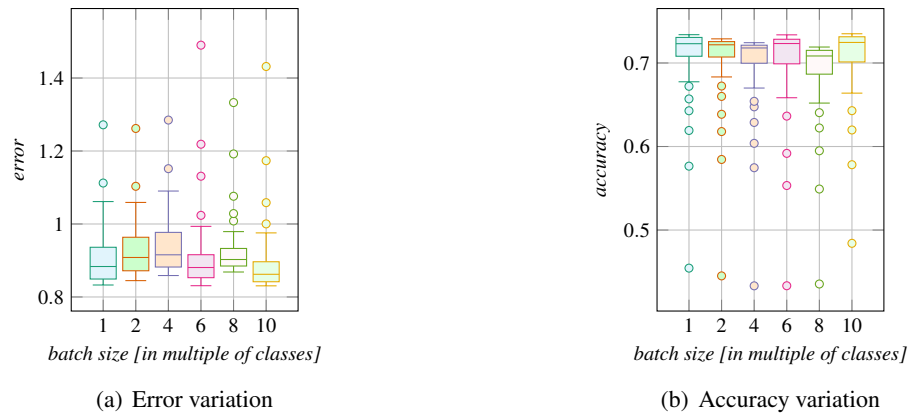 1.4
1.2
1
0.8
error
1 2 4 6 8 10
batch size [in multiple of classes]
(a) Error variation
0.7
0.6
0.5
accuracy
1 2 4 6 8 10
batch size [in multiple of classes]
(b) Accuracy variation